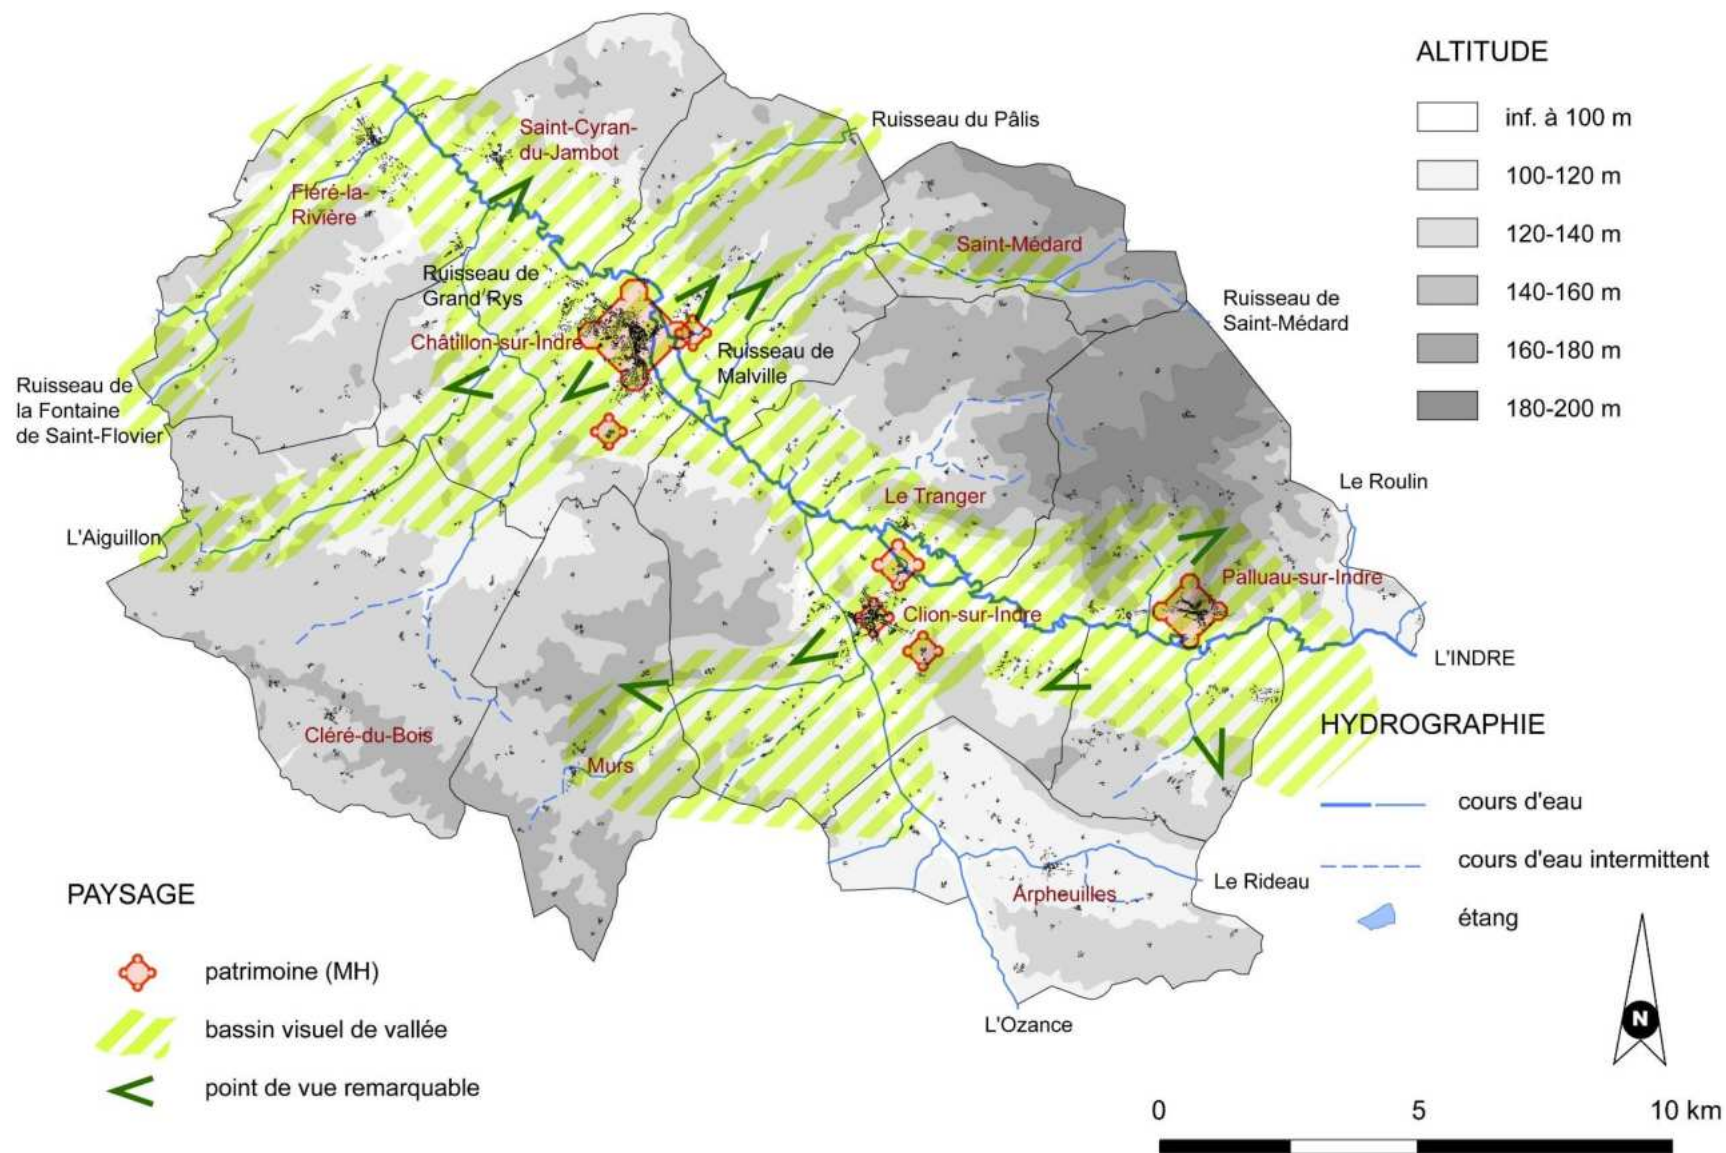 ALTITUDE
inf. à 100 m
100-120 m
120-140 m
140-160 m
160-180 m
180-200 m
Ruisseau du Pâlis
Saint-Cyran-
du-Jambot
Fléré-la-
Rivière
Saint-Médard
Ruisseau de
Grand'Rys
Ruisseau de
Saint-Médard
Châtillon-sur-Indre
Ruisseau de
Malville
Ruisseau de
la Fontaine
de Saint-Flovier
Le Tranger
Le Roulin
L'Aiguillon
Palluau-sur-Indre
Clion-sur-Indre
L'INDRE
Cléré-du-Bois
Murs
Arpheuilles
Le Rideau
L'Ozance
HYDROGRAPHIE
cours d'eau
cours d'eau intermittent
étang
PAYSAGE
patrimoine (MH)
bassin visuel de vallée
point de vue remarquable
N
0 5 10 km